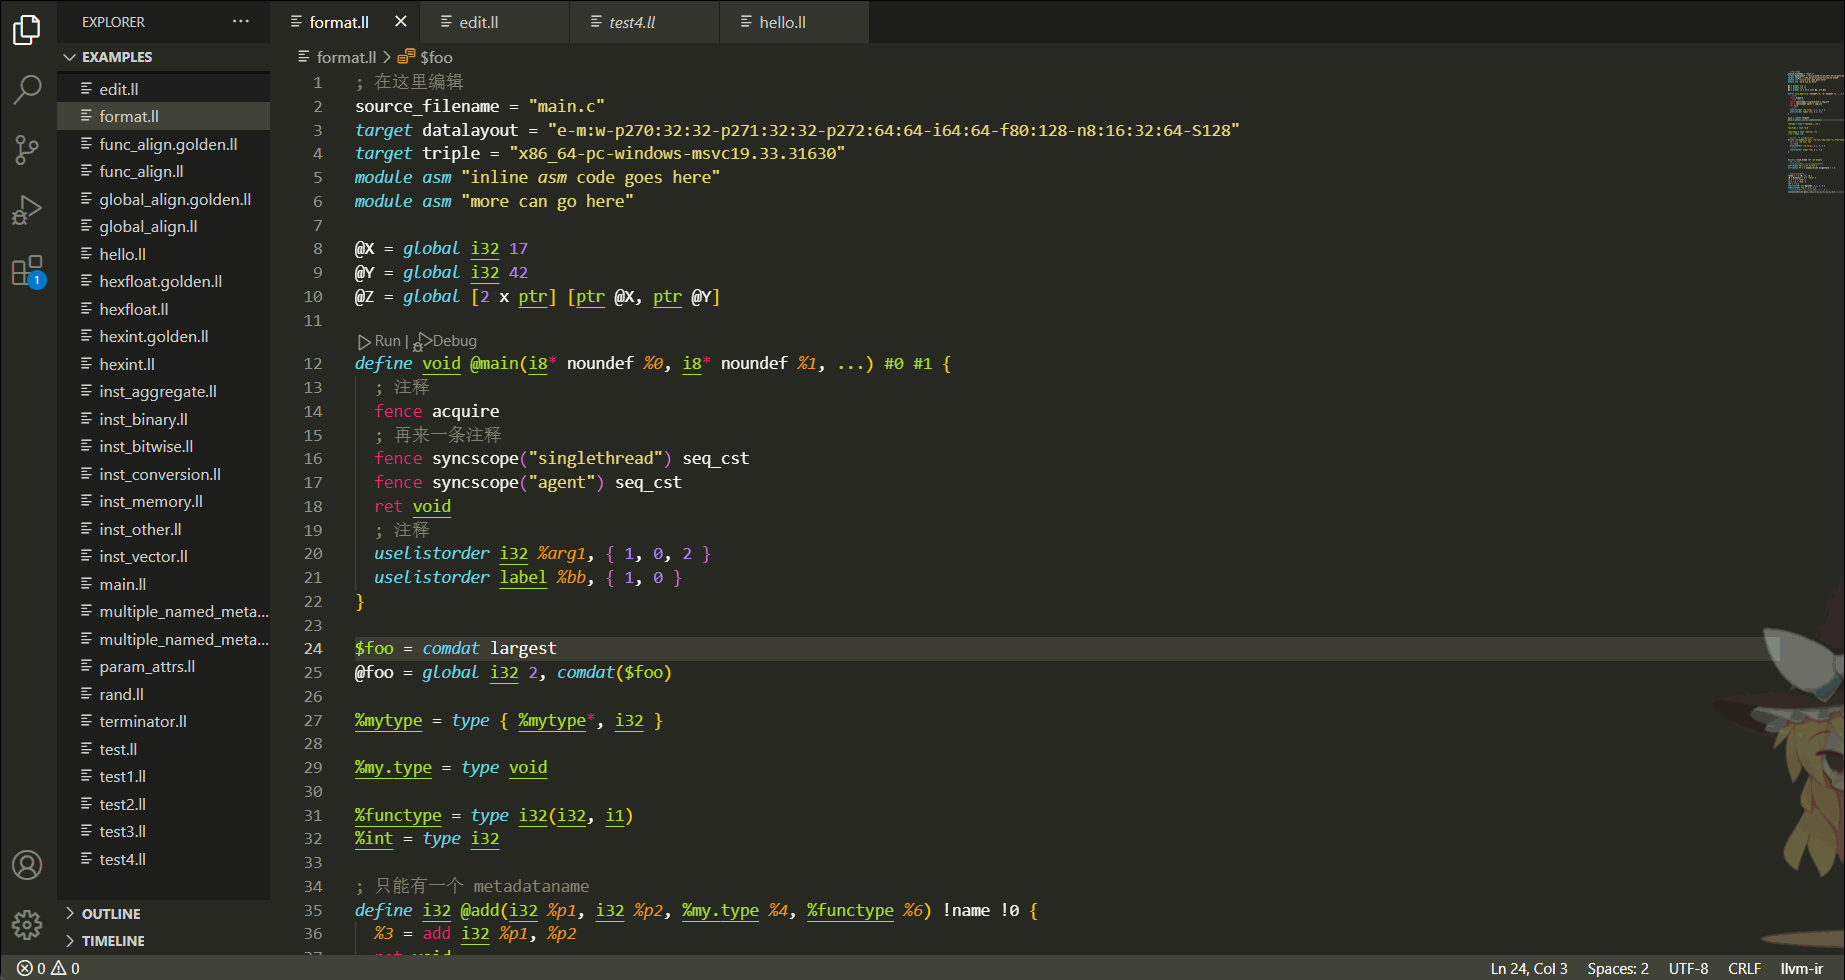 EXPLORER
EXAMPLES
edit.ll
format.ll
func_align.golden.ll
func_align.ll
global_align.golden.ll
global_align.ll
hello.ll
hexfloat.golden.ll
hexfloat.ll
hexint.golden.ll
hexint.ll
inst_aggregate.ll
inst_binary.ll
inst_bitwise.ll
inst_conversion.ll
inst_memory.ll
inst_other.ll
inst_vector.ll
main.ll
multiple_named_meta...
multiple_named_meta...
param_attrs.ll
rand.ll
terminator.ll
test.ll
test1.ll
test2.ll
test3.ll
test4.ll
OUTLINE
TIMELINE
1
format.ll
edit.ll
test4.ll
hello.ll
format.ll > $foo
1 ; 在这里编辑
2 source_filename = "main.c"
3 target datalayout = "e-m:w-p270:32:32-p271:32:32-p272:64:64-i64:64-f80:128-n8:16:32:64-S128"
4 target triple = "x86_64-pc-windows-msvc19.33.31630"
5 module asm "inline asm code goes here"
6 module asm "more can go here"
7
8 @X = global i32 17
9 @Y = global i32 42
10 @Z = global [2 x ptr] [ptr @X, ptr @Y]
11
Run | Debug
12 define void @main(i8* noundef %0, i8* noundef %1, ...) #0 #1 {
13 ; 注释
14 fence acquire
15 ; 再来一条注释
16 fence syncscope("singlethread") seq_cst
17 fence syncscope("agent") seq_cst
18 ret void
19 ; 注释
20 uselistorder i32 %arg1, { 1, 0, 2 }
21 uselistorder label %bb, { 1, 0 }
22 }
23
24 $foo = comdat largest
25 @foo = global i32 2, comdat($foo)
26
27 %mytype = type { %mytype*, i32 }
28
29 %my.type = type void
30
31 %functype = type i32(i32, i1)
32 %int = type i32
33
34 ; 只能有一个 metadataname
35 define i32 @add(i32 %p1, i32 %p2, %my.type %4, %functype %6) !name !0 {
36 %3 = add i32 %p1, %p2
37 ret void
0 0
Ln 24, Col 3
Spaces: 2
UTF-8
CRLF
llvm-ir